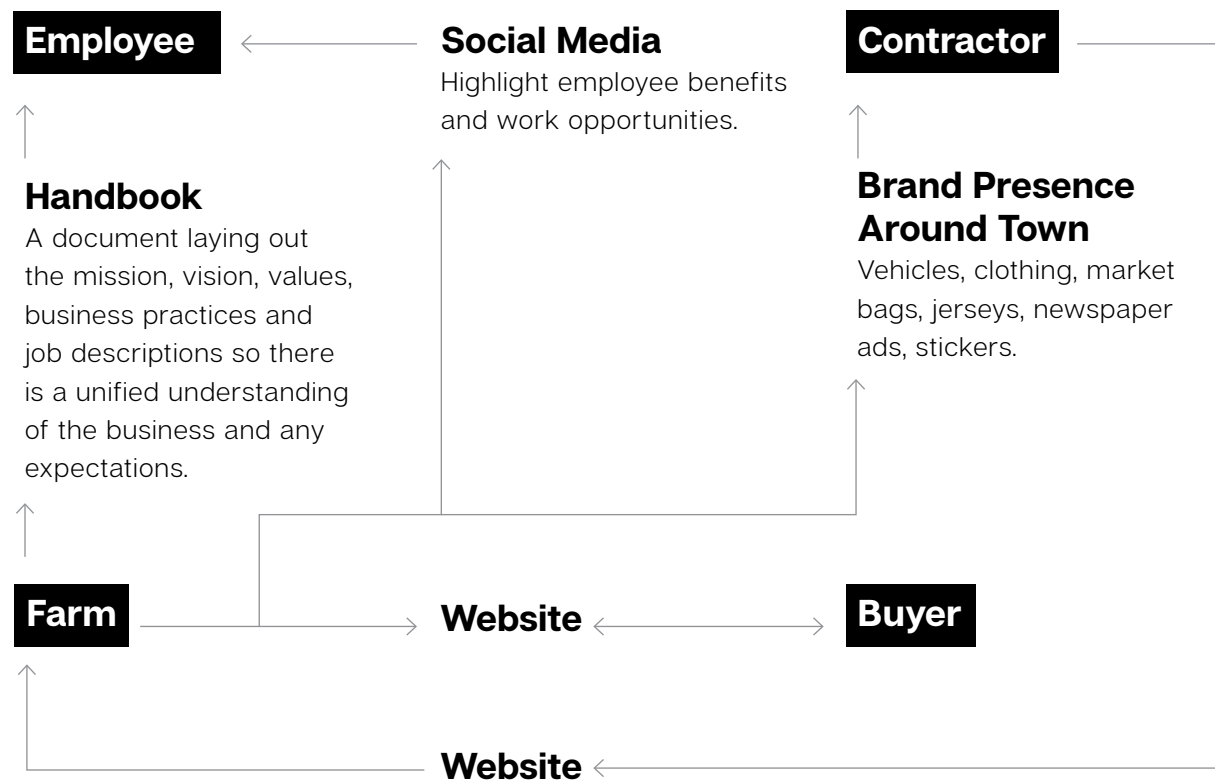 Employee
Social Media
Highlight employee benefits
and work opportunities.
Contractor
Handbook
A document laying out
the mission, vision, values,
business practices and
job descriptions so there
is a unified understanding
of the business and any
expectations.
Brand Presence
Around Town
Vehicles, clothing, market
bags, jerseys, newspaper
ads, stickers.
Farm
Website
Buyer
Website